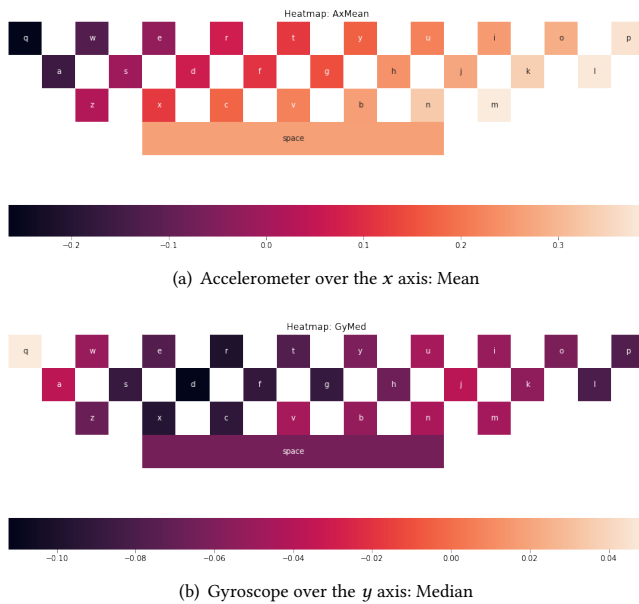 Heatmap: AxMean
q w e r t y u i o p
a s d f g h j k l
z x c v b n m
space
−0.2 −0.1 0.0 0.1 0.2 0.3
(a) Accelerometer over the x axis: Mean
Heatmap: GyMed
q w e r t y u i o p
a s d f g h j k l
z x c v b n m
space
−0.10 −0.08 −0.06 −0.04 −0.02 0.00 0.02 0.04
(b) Gyroscope over the y axis: Median